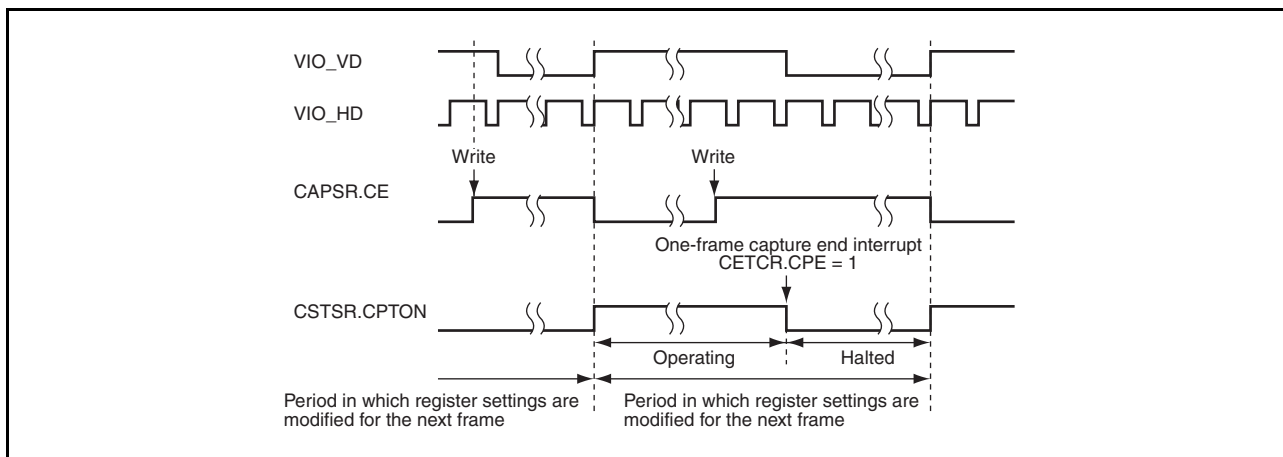 VIO_VD
VIO_HD
Write
Write
CAPSR.CE
One-frame capture end interrupt
CETCR.CPE = 1
CSTSR.CPTON
Operating
Halted
Period in which register settings are
modified for the next frame
Period in which register settings are
modified for the next frame